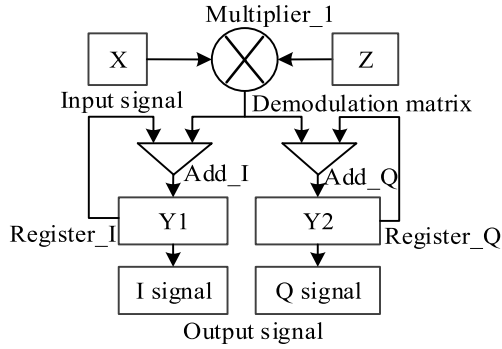 Multiplier_1
X
Z
Input signal
Demodulation matrix
Add_I
Add_Q
Y1
Y2
Register_I
Register_Q
I signal
Q signal
Output signal